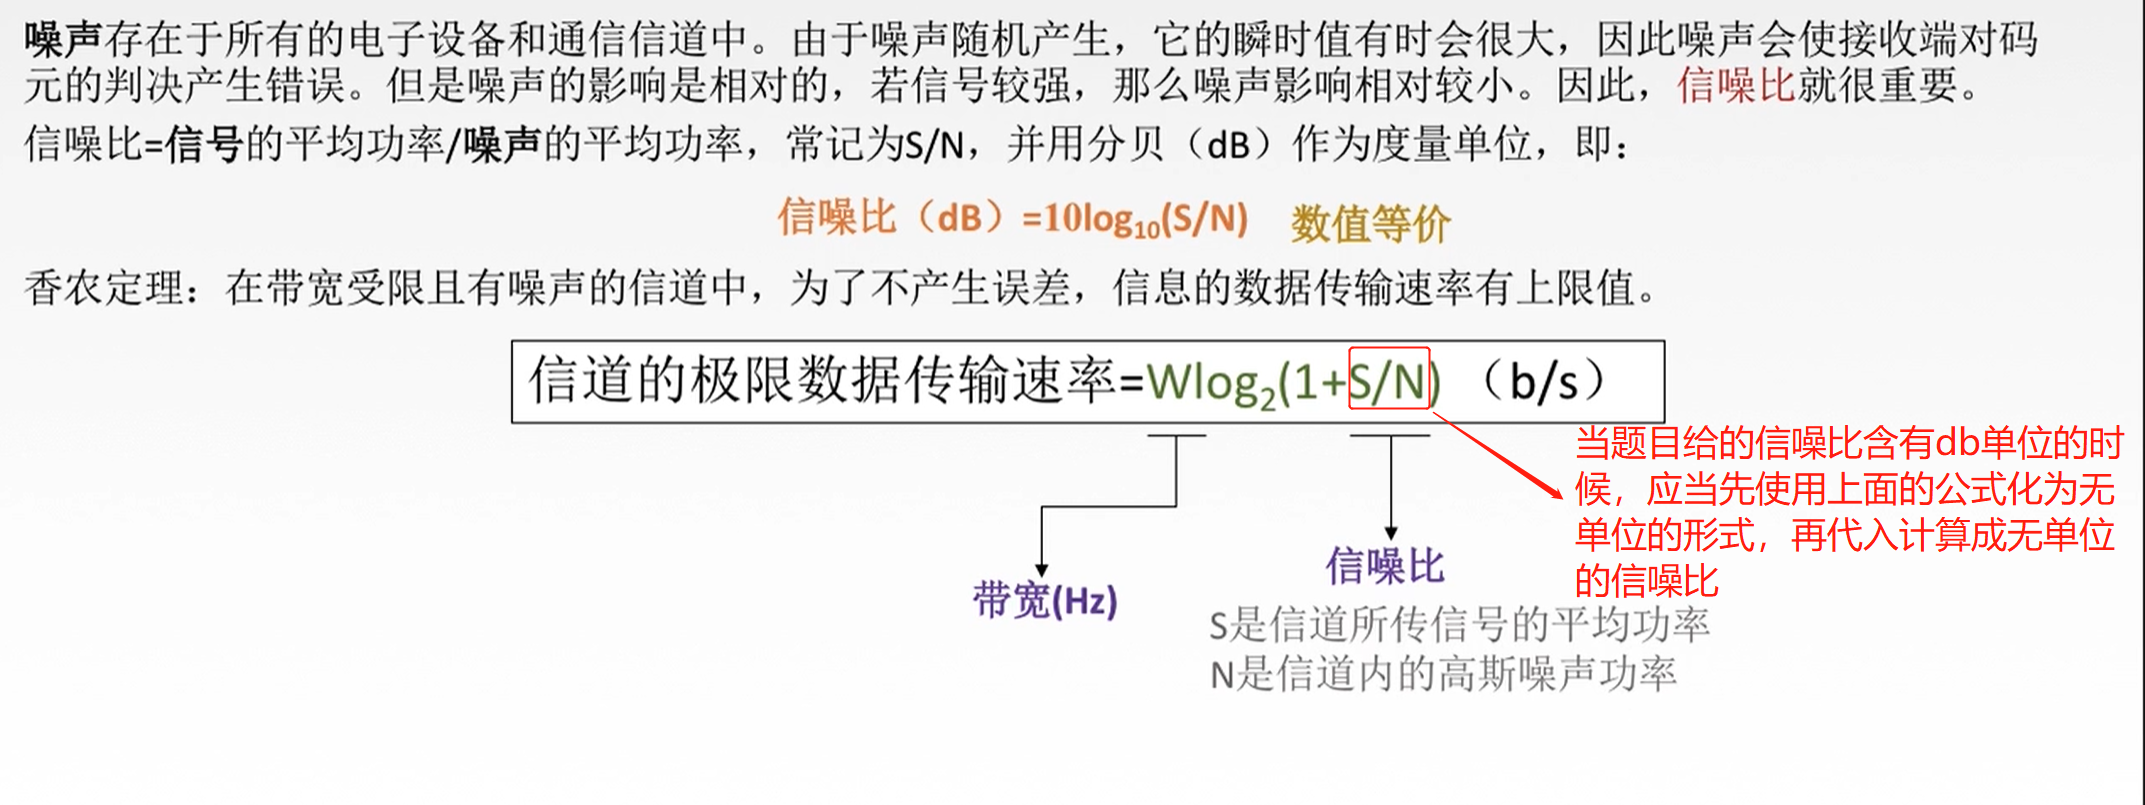 噪声存在于所有的电子设备和通信信道中。由于噪声随机产生，它的瞬时值有时会很大，因此噪声会使接收端对码
元的判决产生错误。但是噪声的影响是相对的，若信号较强，那么噪声影响相对较小。因此，信噪比就很重要。
信噪比=信号的平均功率/噪声的平均功率，常记为S/N，并用分贝（dB）作为度量单位，即：
信噪比（dB）=10log₁₀(S/N) 数值等价
香农定理：在带宽受限且有噪声的信道中，为了不产生误差，信息的数据传输速率有上限值。
信道的极限数据传输速率=Wlog₂(1+S/N)（b/s）
当题目给的信噪比含有db单位的时
候，应当先使用上面的公式化为无
单位的形式，再代入计算成无单位
的信噪比
带宽(Hz)
信噪比
S是信道所传信号的平均功率
N是信道内的高斯噪声功率